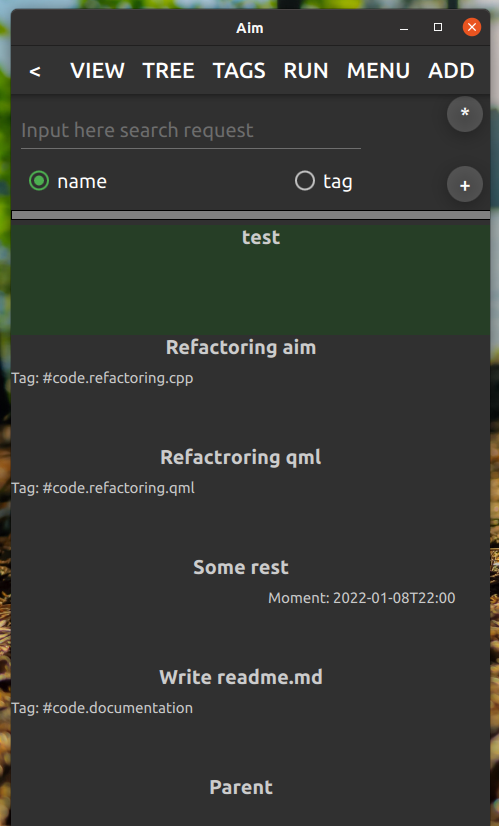 Aim
< VIEW TREE TAGS RUN MENU ADD
Input here search request
*
name tag
+
test
Refactoring aim
Tag: #code.refactoring.cpp
Refactroring qml
Tag: #code.refactoring.qml
Some rest
Moment: 2022-01-08T22:00
Write readme.md
Tag: #code.documentation
Parent